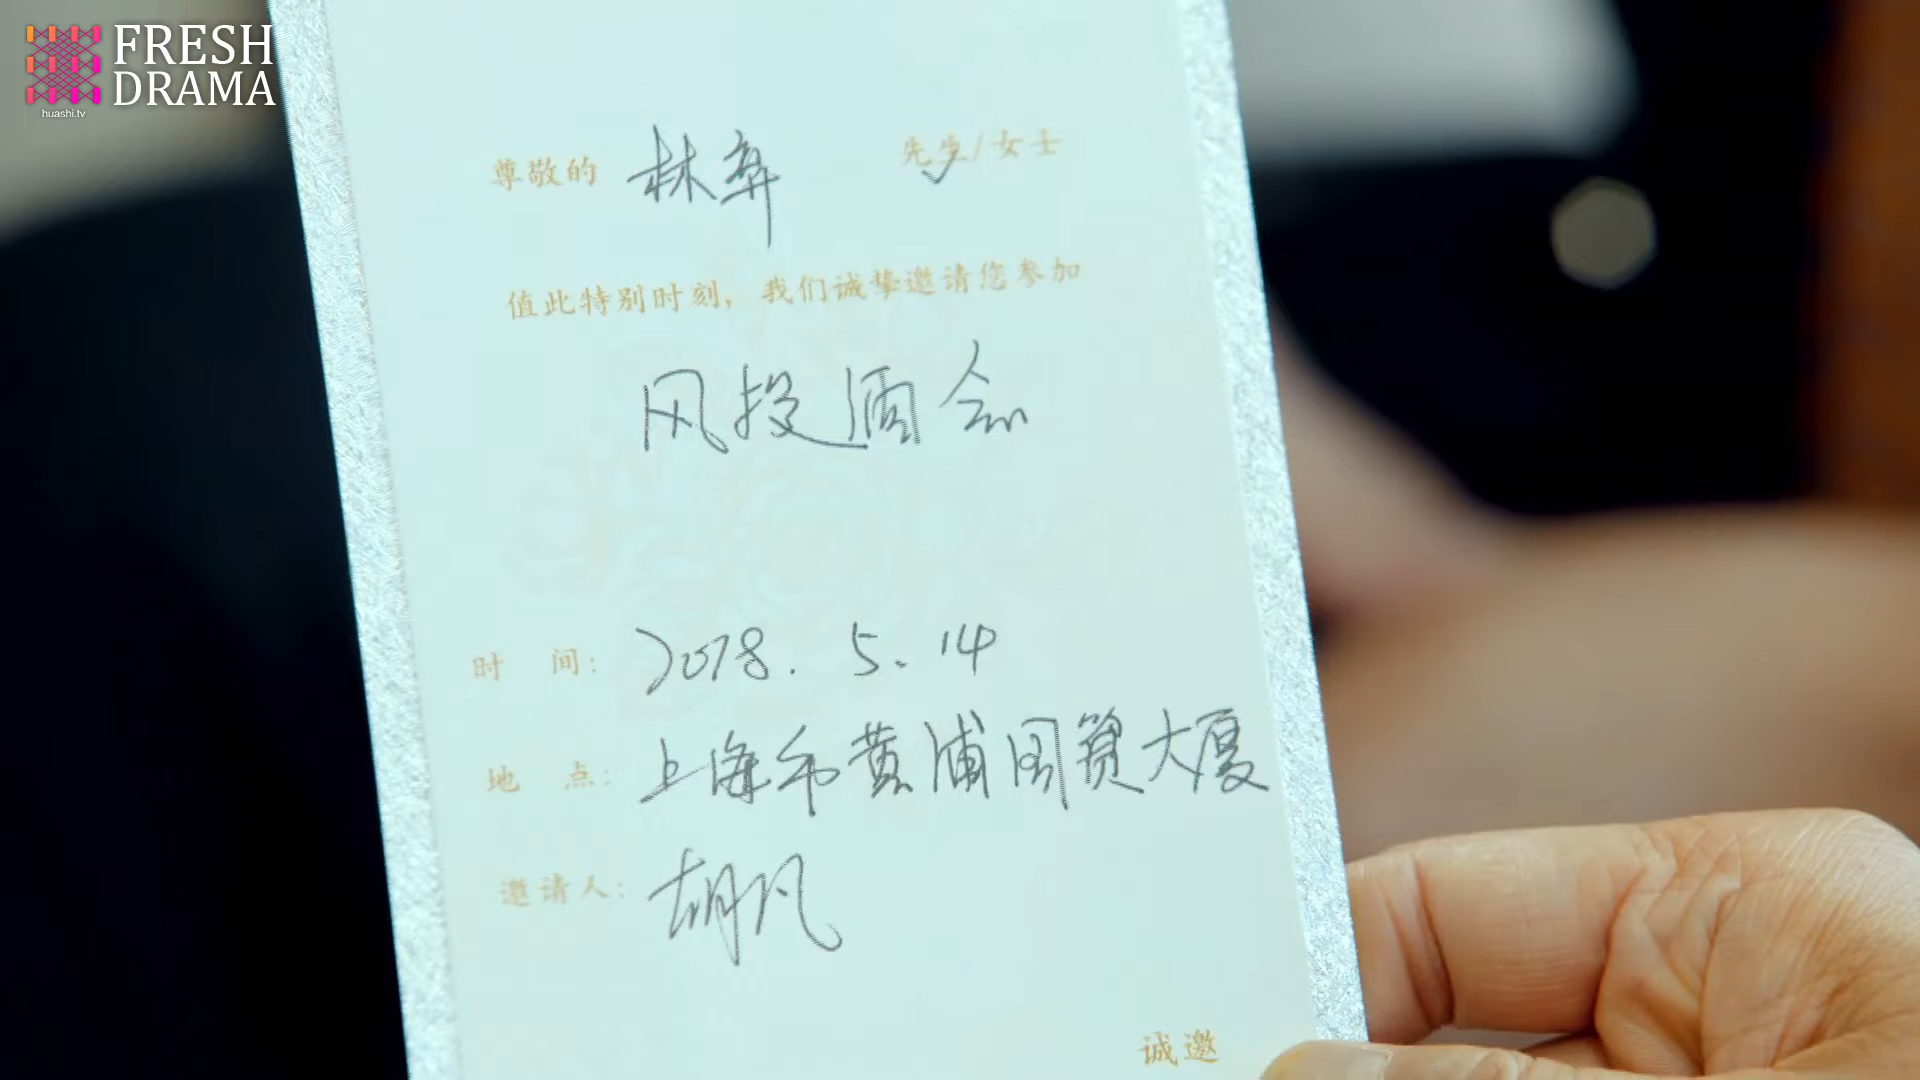 FRESH
DRAMA
huashi.tv
尊敬的 林弈 先生/女士
值此特别时刻，我们诚挚邀请您参加
风投酒会
时 间： 2018. 5. 14
地 点： 上海市黄浦国贸大厦
邀请人： 胡凡
诚邀